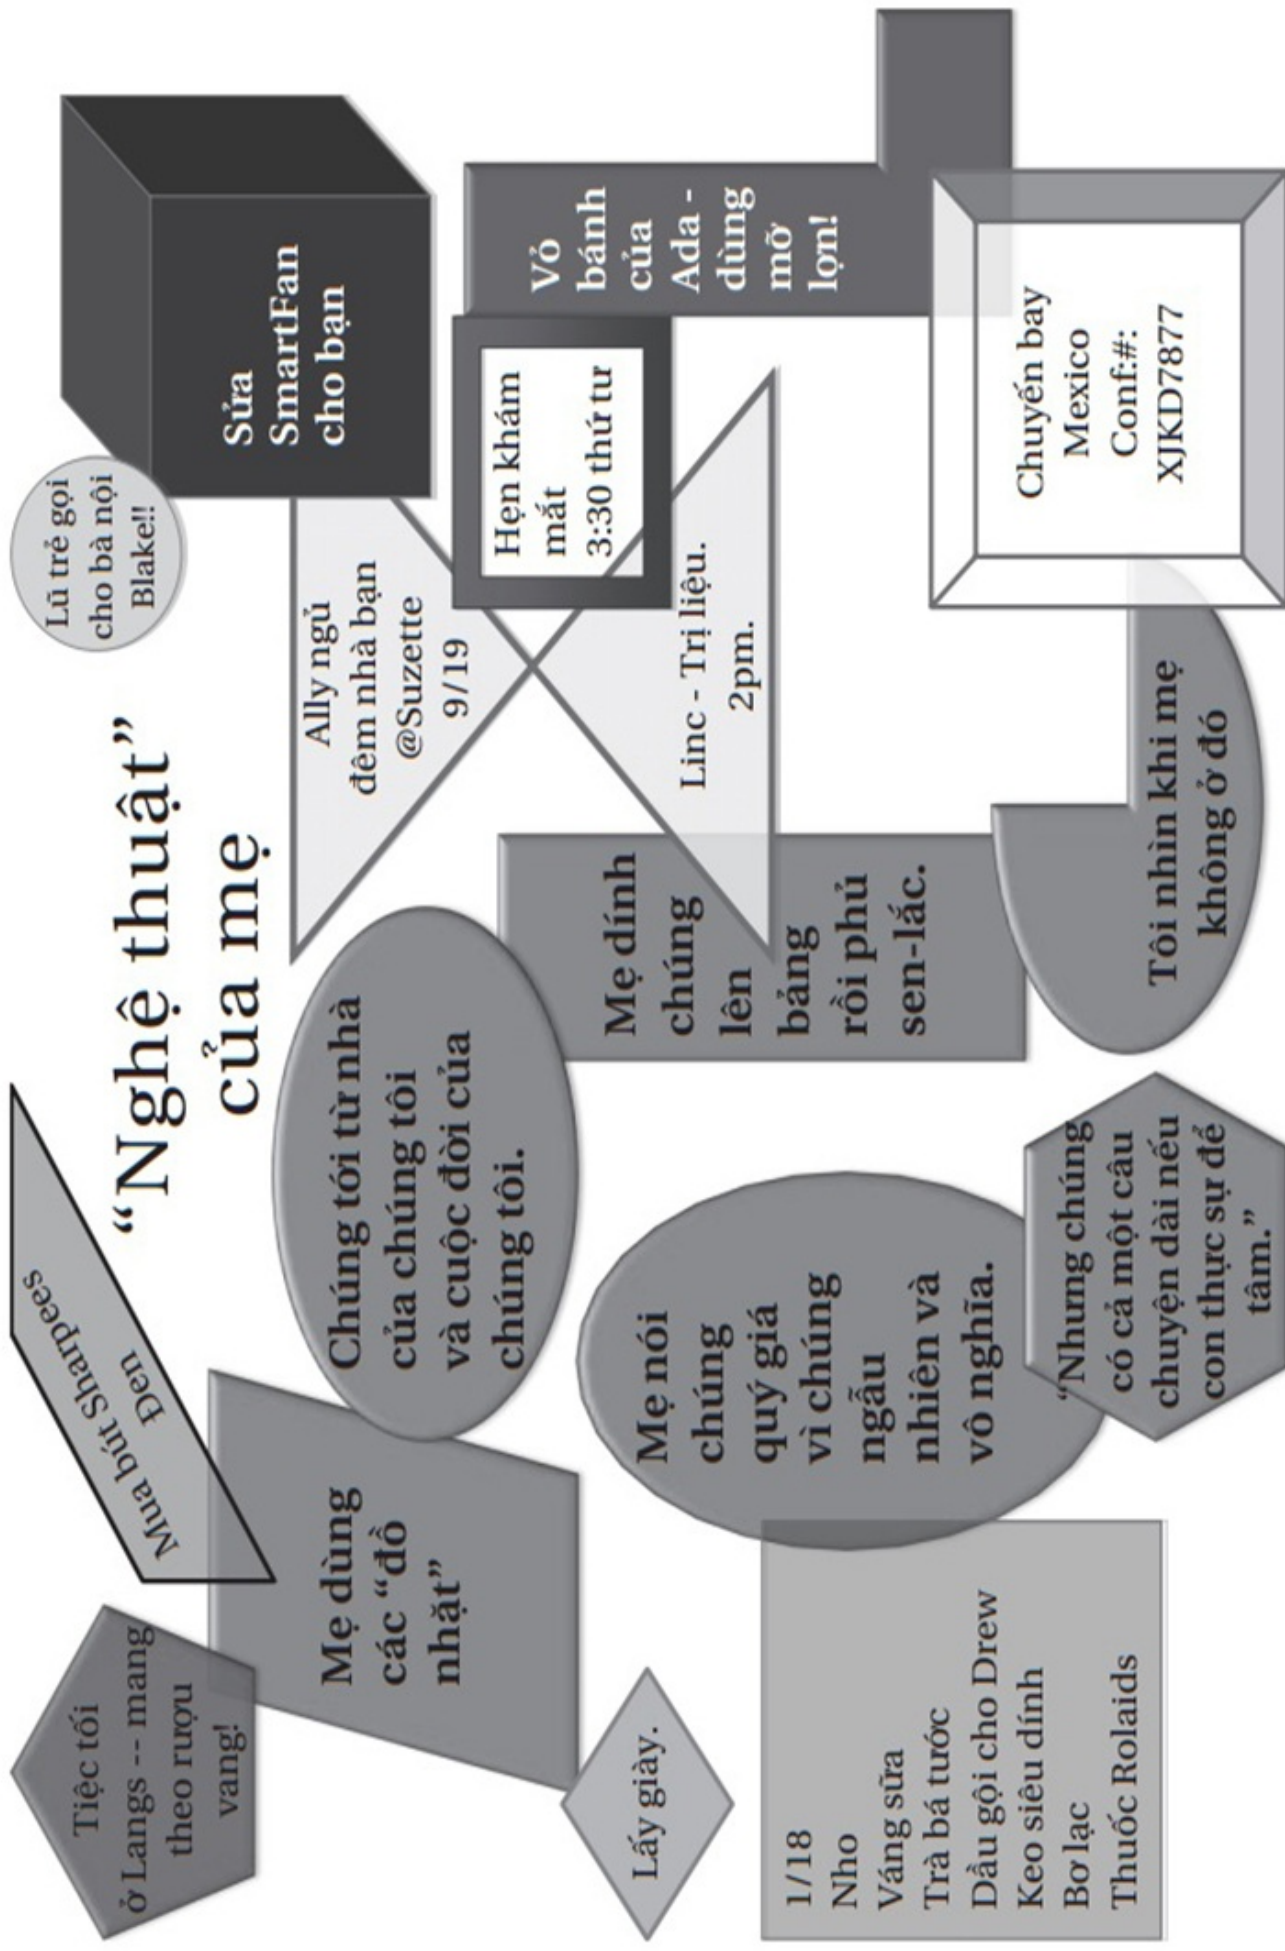 “Nghệ thuật”
của mẹ
Tiệc tối
ở Langs -- mang
theo rượu
vang!
Mua bút Sharpees
Đen
Lũ trẻ gọi
cho bà nội
Blake!!
Mẹ dùng
các “đồ
nhặt”
Chúng tới từ nhà
của chúng tôi
và cuộc đời của
chúng tôi.
Ally ngủ
đêm nhà bạn
@Suzette
9/19
Sửa
SmartFan
cho bạn
Lấy giày.
Mẹ nói
chúng
quý giá
vì chúng
ngẫu
nhiên và
vô nghĩa.
Mẹ dính
chúng
lên
bảng
rồi phủ
sen-lắc.
Linc - Trị liệu.
2pm.
Hẹn khám
mắt
3:30 thứ tư
Vỏ
bánh
của
Ada -
dùng
mỡ
lợn!
1/18
Nho
Váng sữa
Trà bá tước
Dầu gội cho Drew
Keo siêu dính
Bơ lạc
Thuốc Rolaids
“Nhưng chúng
có cả một câu
chuyện dài nếu
con thực sự để
tâm.”
Tôi nhìn khi mẹ
không ở đó
Chuyến bay
Mexico
Conf:#:
XJKD7877